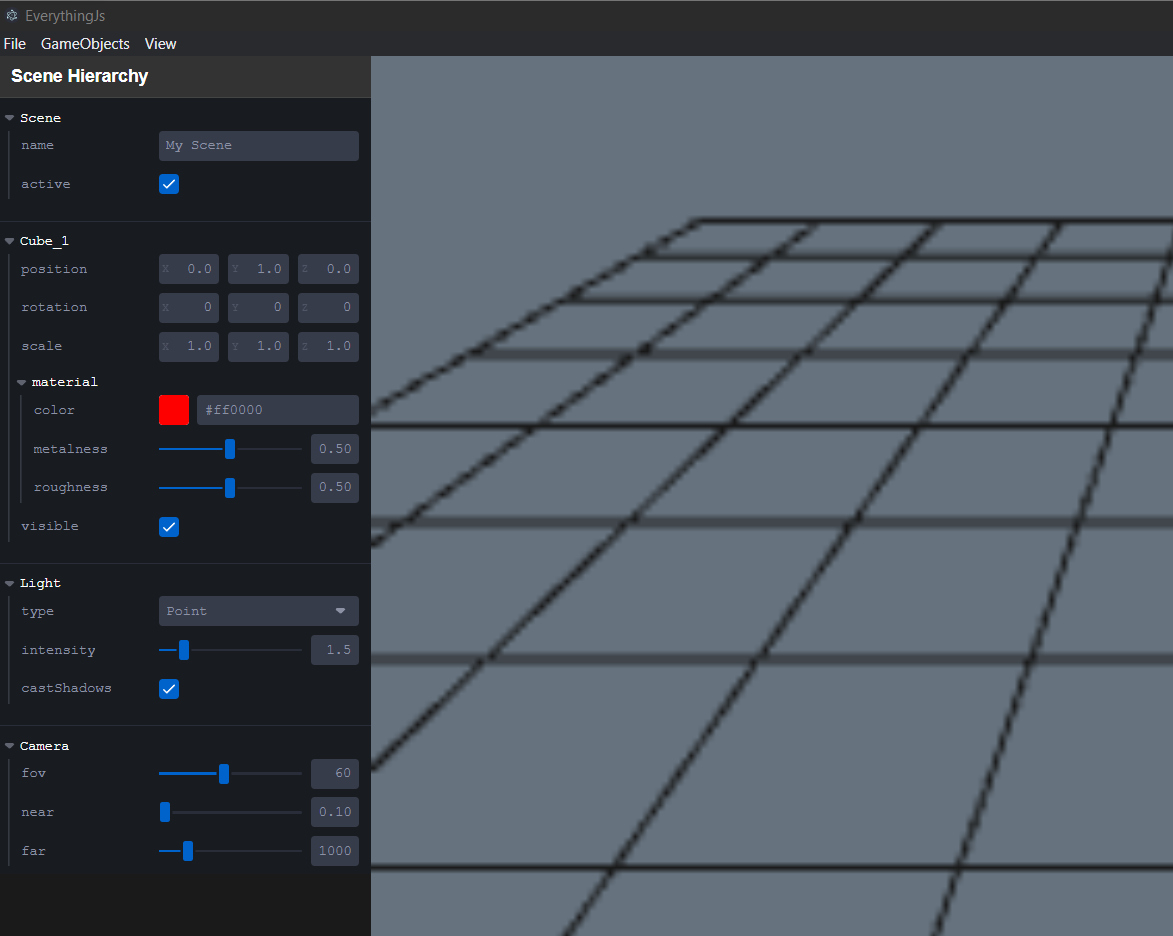 EverythingJs
File GameObjects View
Scene Hierarchy
Scene
name My Scene
active
Cube_1
position X 0.0 Y 1.0 Z 0.0
rotation X 0 Y 0 Z 0
scale X 1.0 Y 1.0 Z 1.0
material
color #ff0000
metalness 0.50
roughness 0.50
visible
Light
type Point
intensity 1.5
castShadows
Camera
fov 60
near 0.10
far 1000